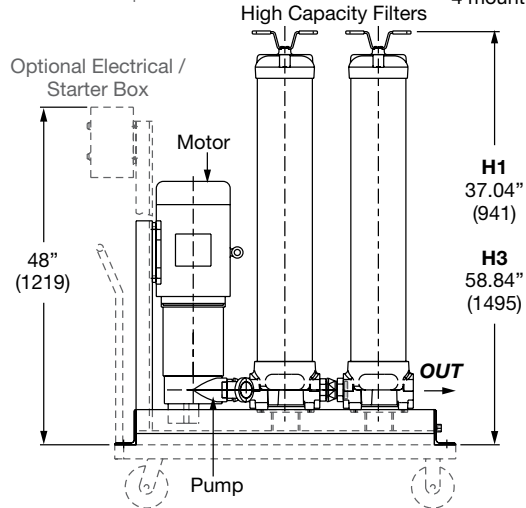 4 mount
High Capacity Filters
Optional Electrical /
Starter Box
Motor
H1
37.04”
(941)
48”
(1219)
H3
58.84”
(1495)
OUT
Pump